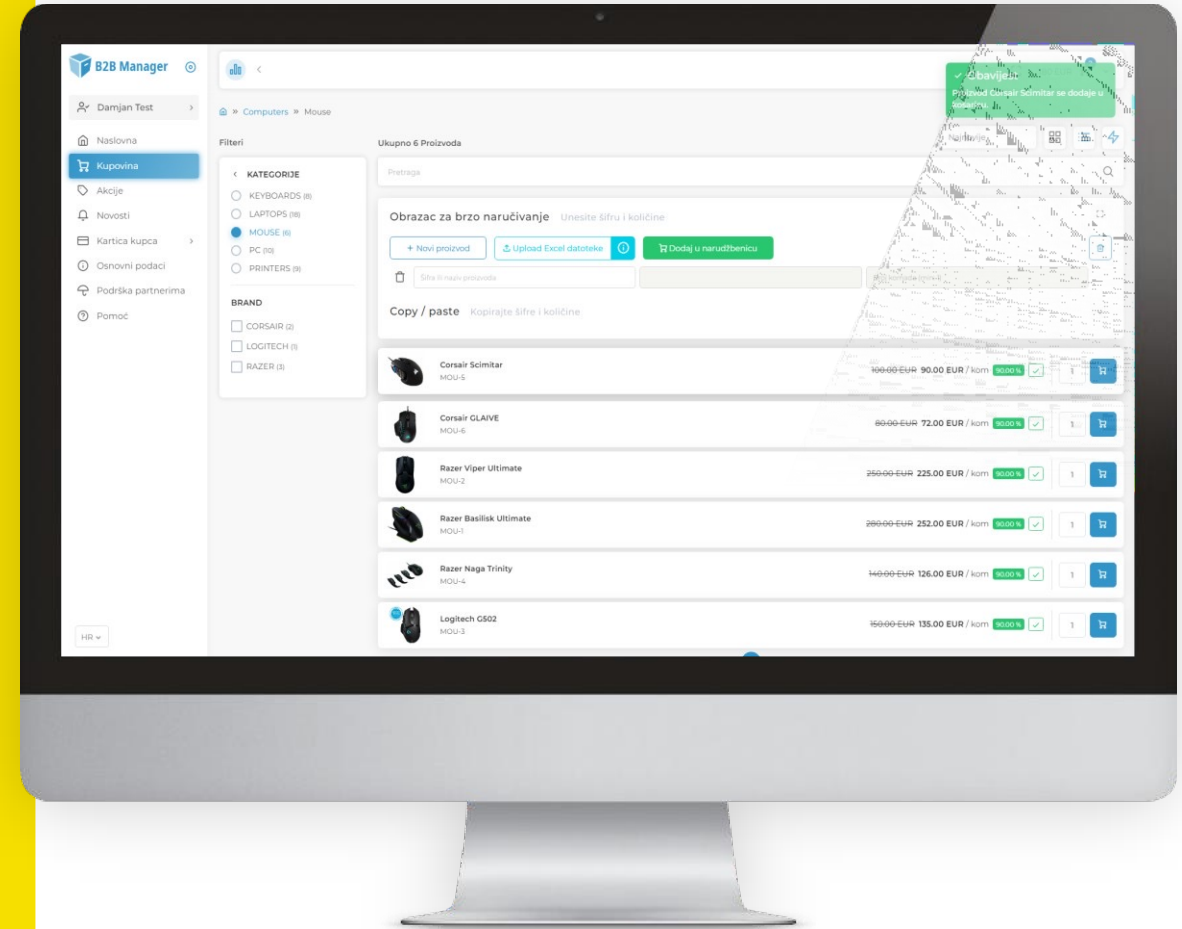 B2B Manager
Damjan Test
Naslovna
Kupovina
Akcije
Novosti
Kartica kupca
Osnovni podaci
Podrška partnerima
Pomoć
HR
» Computers » Mouse
Filteri
KATEGORIJE
KEYBOARDS (8)
LAPTOPS (18)
MOUSE (6)
PC (10)
PRINTERS (9)
BRAND
CORSAIR (2)
LOGITECH (1)
RAZER (3)
Proizvod Corsair Scimitar se dodaje u
košaricu.
Ukupno 6 Proizvoda
Pretraga
Obrazac za brzo naručivanje Unesite šifru i količine
+ Novi proizvod Upload Excel datoteke Dodaj u narudžbenicu
Šifra ili naziv proizvoda
Copy / paste Kopirajte šifre i količine
Corsair Scimitar
MOU-5
100.00 EUR 90.00 EUR / kom 90.00 % 1
Corsair GLAIVE
MOU-6
80.00 EUR 72.00 EUR / kom 90.00 % 1
Razer Viper Ultimate
MOU-2
250.00 EUR 225.00 EUR / kom 90.00 % 1
Razer Basilisk Ultimate
MOU-1
280.00 EUR 252.00 EUR / kom 90.00 % 1
Razer Naga Trinity
MOU-4
140.00 EUR 126.00 EUR / kom 90.00 % 1
Logitech G502
MOU-3
150.00 EUR 135.00 EUR / kom 90.00 % 1